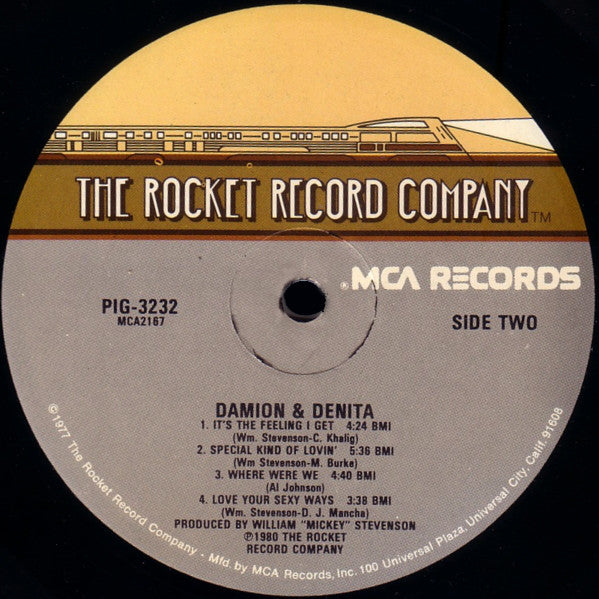 THE ROCKET RECORD COMPANY™
®MCA RECORDS
PIG-3232
MCA2167
SIDE TWO
DAMION & DENITA
1. IT'S THE FEELING I GET 4:24 BMI
(Wm. Stevenson-C. Khaliq)
2. SPECIAL KIND OF LOVIN' 5:36 BMI
(Wm Stevenson-M. Burke)
3. WHERE WERE WE 4:40 BMI
(Al Johnson)
4. LOVE YOUR SEXY WAYS 3:38 BMI
(Wm. Stevenson-D. J. Mancha)
PRODUCED BY WILLIAM "MICKEY" STEVENSON
℗1980 THE ROCKET
RECORD COMPANY
©1977 The Rocket Record Company - Mfd. by MCA Records, Inc. 100 Universal Plaza, Universal City, Calif. 91608